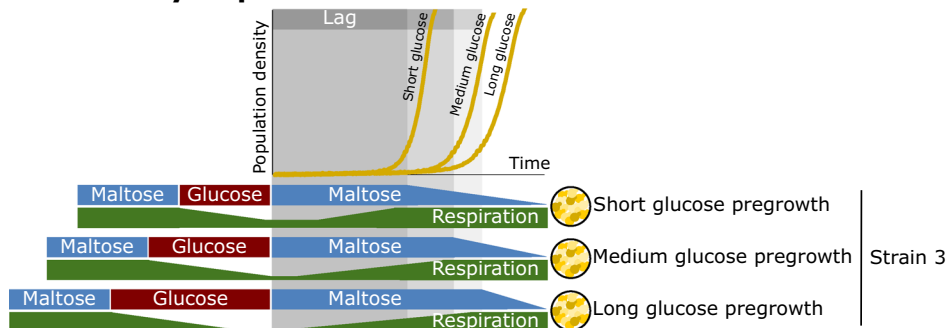 Lag
Population density
Short glucose
Medium glucose
Long glucose
Time
Maltose Glucose Maltose
Respiration
Short glucose pregrowth
Maltose Glucose Maltose
Respiration
Medium glucose pregrowth
Strain 3
Maltose Glucose Maltose
Respiration
Long glucose pregrowth